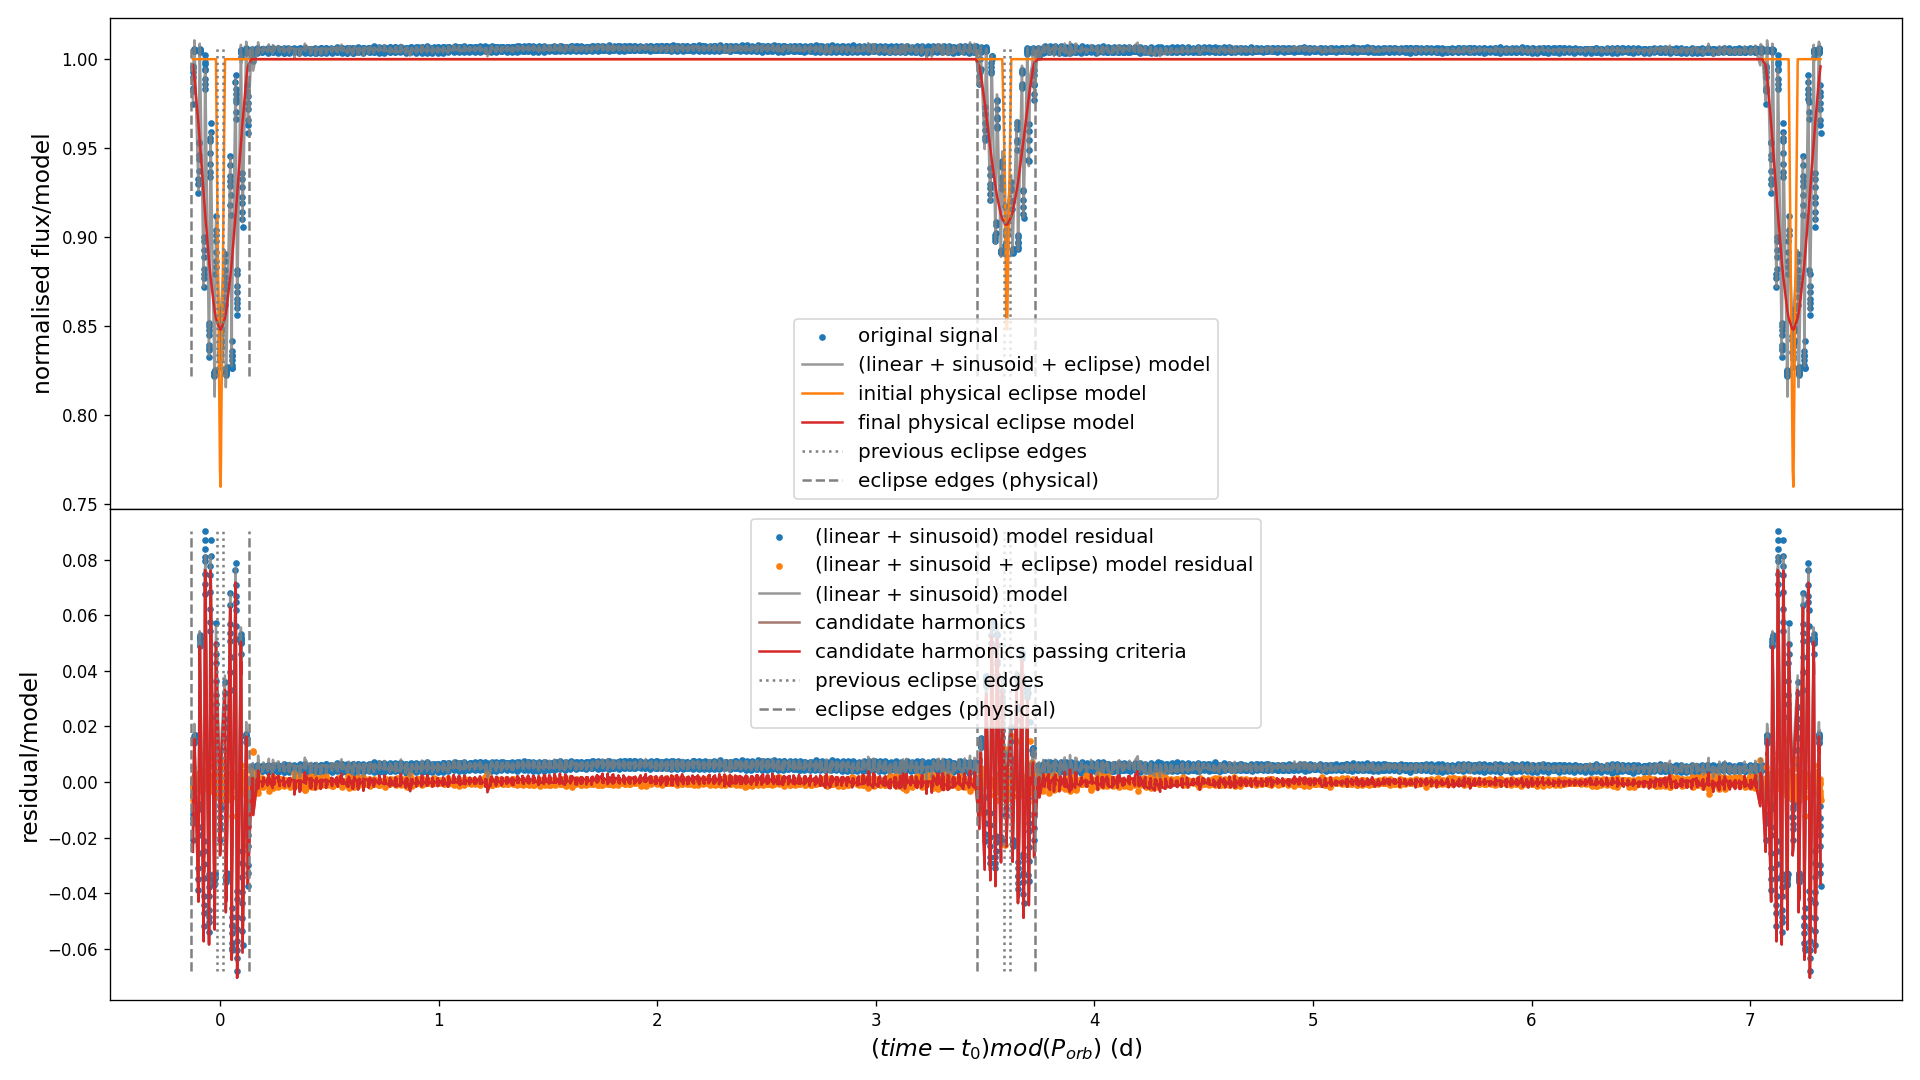 normalised flux/model
1.00
0.95
0.90
0.85
0.80
0.75
original signal
(linear + sinusoid + eclipse) model
initial physical eclipse model
final physical eclipse model
previous eclipse edges
eclipse edges (physical)
residual/model
0.08
0.06
0.04
0.02
0.00
−0.02
−0.04
−0.06
(linear + sinusoid) model residual
(linear + sinusoid + eclipse) model residual
(linear + sinusoid) model
candidate harmonics
candidate harmonics passing criteria
previous eclipse edges
eclipse edges (physical)
0 1 2 3 4 5 6 7
(time − t₀)mod(P_orb) (d)